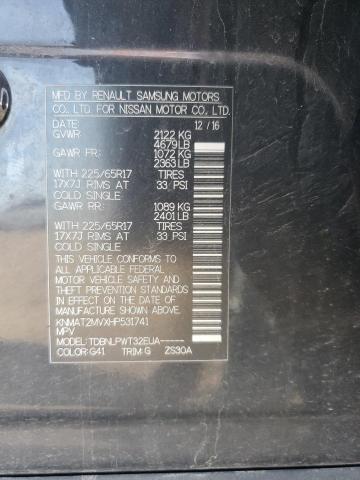 MFD BY RENAULT SAMSUNG MOTORS
CO., LTD. FOR NISSAN MOTOR CO., LTD.
12 / 16
GVWR 2122 KG
4679 LB
GAWR FR: 1072 KG
2363 LB
WITH 225/65R17 TIRES
17X7J RIMS AT 33 PSI
COLD SINGLE
GAWR RR: 1089 KG
2401 LB
WITH 225/65R17 TIRES
17X7J RIMS AT 33 PSI
COLD SINGLE
THIS VEHICLE CONFORMS TO
ALL APPLICABLE FEDERAL
MOTOR VEHICLE SAFETY AND
THEFT PREVENTION STANDARDS
IN EFFECT ON THE DATE OF
MANUFACTURE SHOWN ABOVE.
KNMAT2MVXHP531741
MPV
MODEL: TDBNLPWT32EUA-----
COLOR: G41 TRIM: G ZS30A